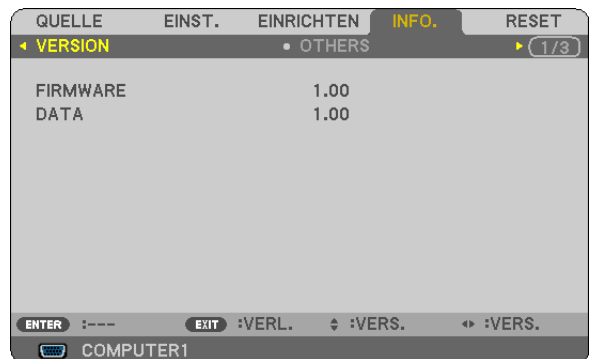 QUELLE EINST. EINRICHTEN INFO. RESET
◂ VERSION • OTHERS ▸ 1/3
FIRMWARE 1.00
DATA 1.00
ENTER :--- EXIT :VERL. ⬍ :VERS. ⬌ :VERS.
COMPUTER1